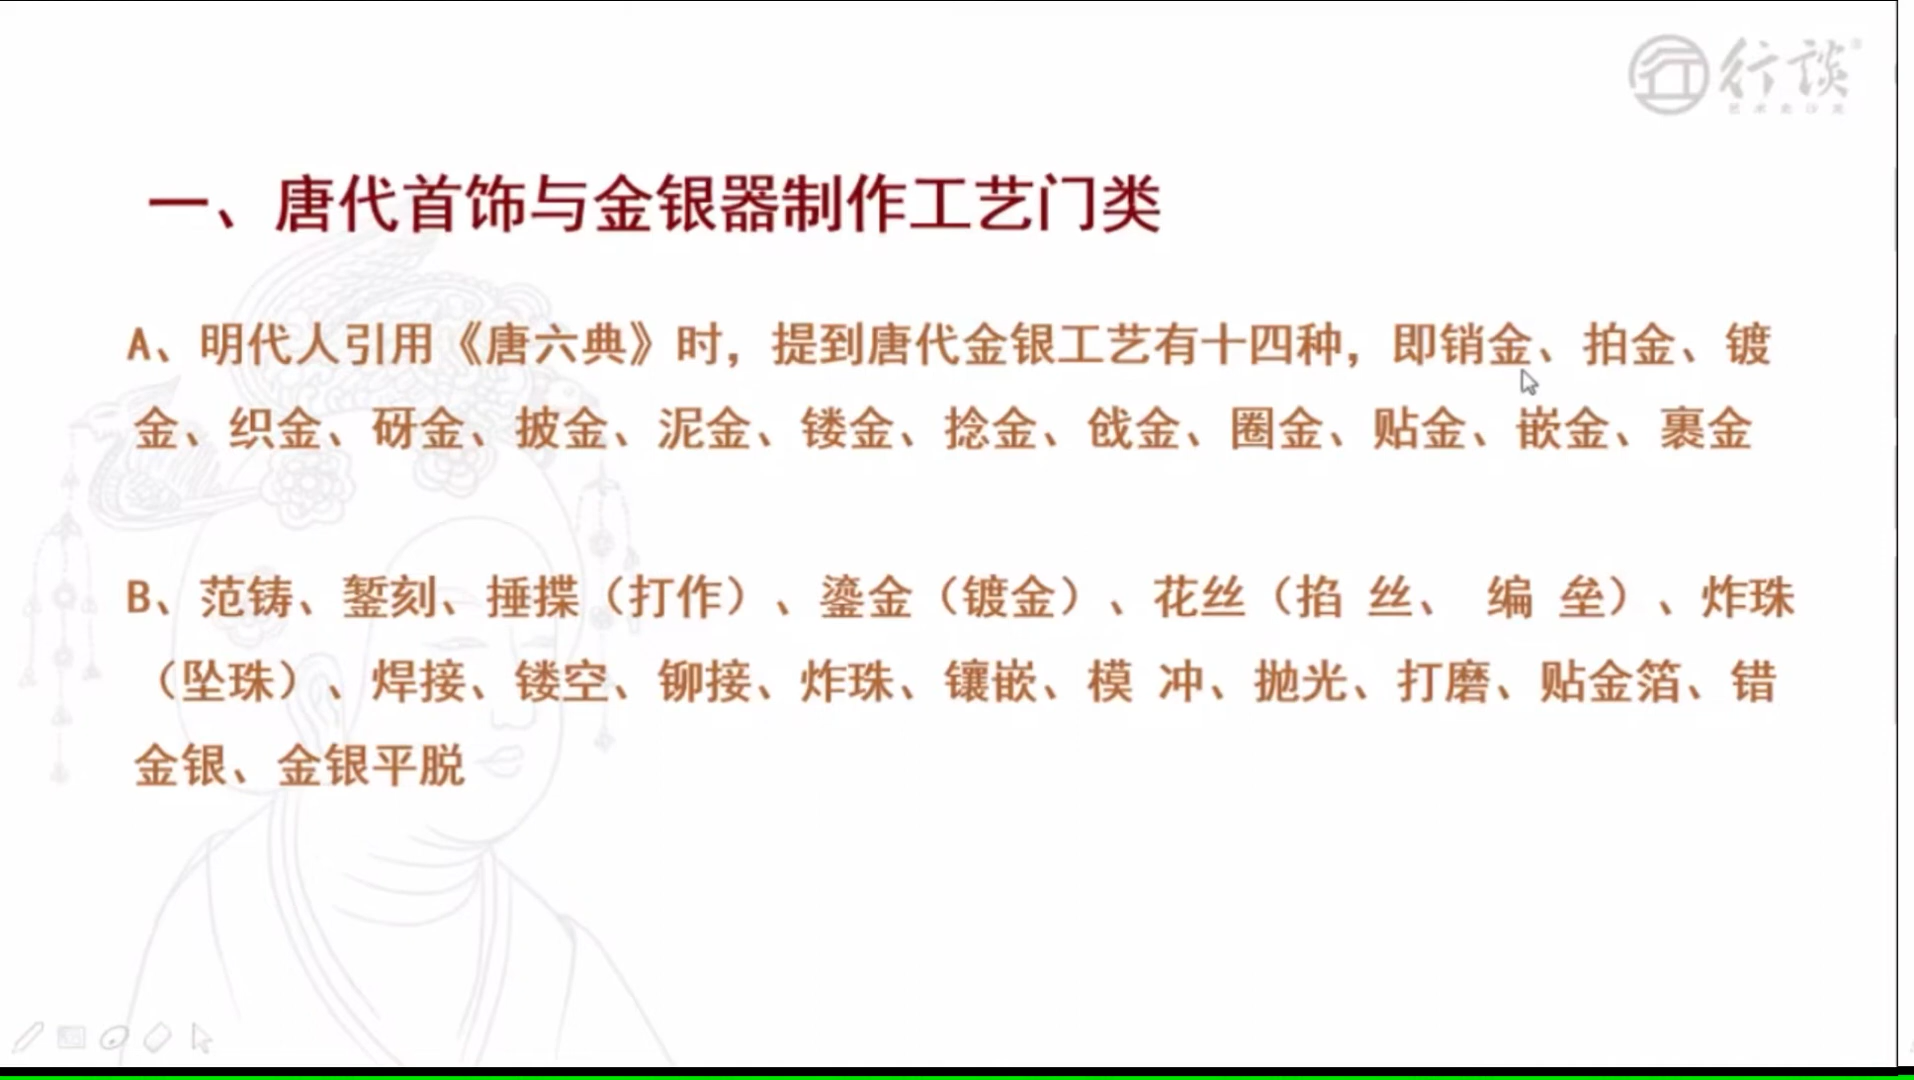 行谈
一、唐代首饰与金银器制作工艺门类
A、明代人引用《唐六典》时，提到唐代金银工艺有十四种，即销金、拍金、镀
金、织金、砑金、披金、泥金、镂金、捻金、戗金、圈金、贴金、嵌金、裹金
B、范铸、錾刻、捶揲（打作）、鎏金（镀金）、花丝（掐 丝、 编 垒）、炸珠
（坠珠）、焊接、镂空、铆接、炸珠、镶嵌、模 冲、抛光、打磨、贴金箔、错
金银、金银平脱